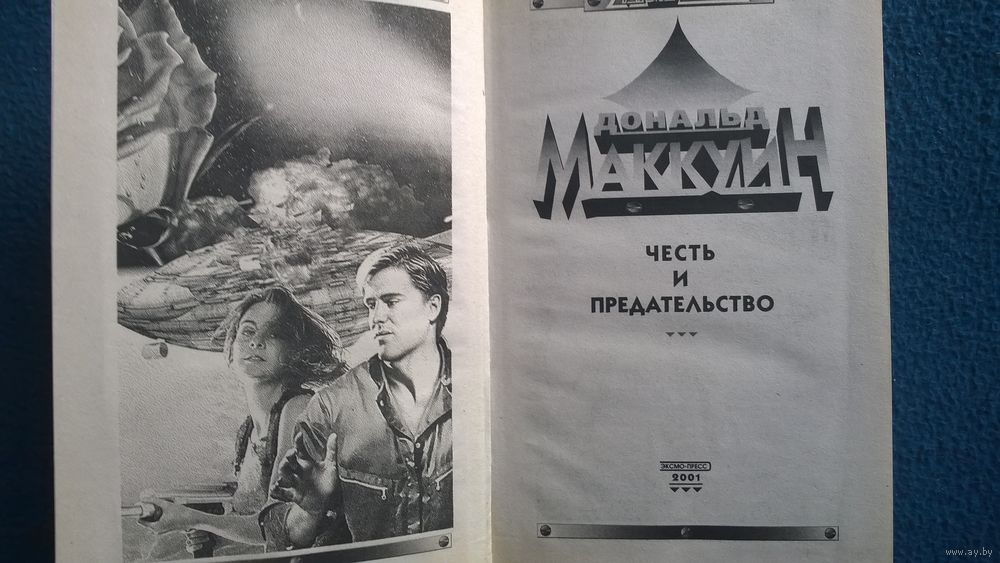 ДОНАЛЬД
МАККУИН
ЧЕСТЬ
И
ПРЕДАТЕЛЬСТВО
ЭКСМО-ПРЕСС
2001
www.ay.by